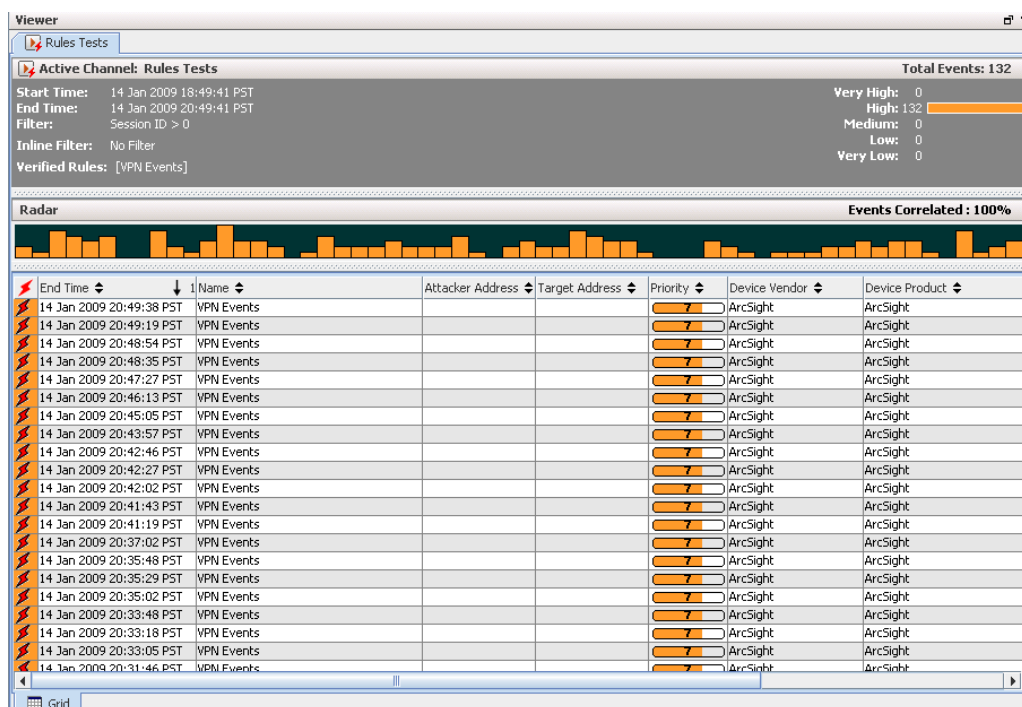 Viewer
Rules Tests
Active Channel: Rules Tests Total Events: 132
Start Time: 14 Jan 2009 18:49:41 PST Very High: 0
End Time: 14 Jan 2009 20:49:41 PST High: 132
Filter: Session ID > 0 Medium: 0
Inline Filter: No Filter Low: 0
Verified Rules: [VPN Events] Very Low: 0
Radar Events Correlated : 100%
End Time 1 Name Attacker Address Target Address Priority Device Vendor Device Product
14 Jan 2009 20:49:38 PST VPN Events 7 ArcSight ArcSight
14 Jan 2009 20:49:19 PST VPN Events 7 ArcSight ArcSight
14 Jan 2009 20:48:54 PST VPN Events 7 ArcSight ArcSight
14 Jan 2009 20:48:35 PST VPN Events 7 ArcSight ArcSight
14 Jan 2009 20:47:27 PST VPN Events 7 ArcSight ArcSight
14 Jan 2009 20:46:13 PST VPN Events 7 ArcSight ArcSight
14 Jan 2009 20:45:05 PST VPN Events 7 ArcSight ArcSight
14 Jan 2009 20:43:57 PST VPN Events 7 ArcSight ArcSight
14 Jan 2009 20:42:46 PST VPN Events 7 ArcSight ArcSight
14 Jan 2009 20:42:27 PST VPN Events 7 ArcSight ArcSight
14 Jan 2009 20:42:02 PST VPN Events 7 ArcSight ArcSight
14 Jan 2009 20:41:43 PST VPN Events 7 ArcSight ArcSight
14 Jan 2009 20:41:19 PST VPN Events 7 ArcSight ArcSight
14 Jan 2009 20:37:02 PST VPN Events 7 ArcSight ArcSight
14 Jan 2009 20:35:48 PST VPN Events 7 ArcSight ArcSight
14 Jan 2009 20:35:29 PST VPN Events 7 ArcSight ArcSight
14 Jan 2009 20:35:02 PST VPN Events 7 ArcSight ArcSight
14 Jan 2009 20:33:48 PST VPN Events 7 ArcSight ArcSight
14 Jan 2009 20:33:18 PST VPN Events 7 ArcSight ArcSight
14 Jan 2009 20:33:05 PST VPN Events 7 ArcSight ArcSight
14 Jan 2009 20:31:46 PST VPN Events 7 ArcSight ArcSight
Grid